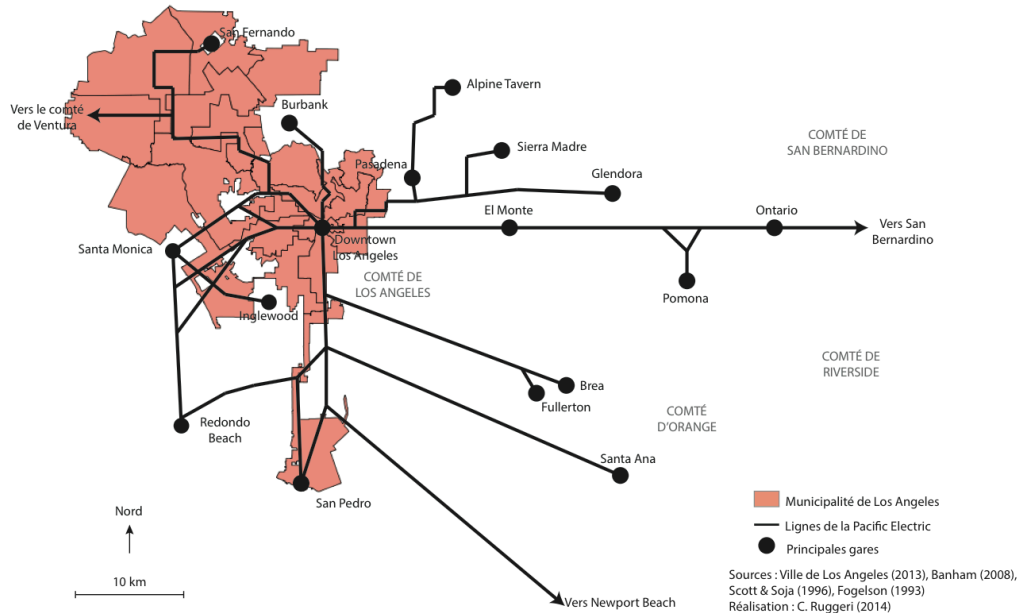 San Fernando
Alpine Tavern
Vers le comté
de Ventura
Burbank
COMTÉ DE
SAN BERNARDINO
Sierra Madre
Pasadena
Glendora
El Monte
Ontario
Vers San
Bernardino
Santa Monica
Downtown
Los Angeles
COMTÉ DE
LOS ANGELES
Pomona
Inglewood
COMTÉ DE
RIVERSIDE
Brea
Fullerton
Redondo
Beach
COMTÉ
D'ORANGE
Santa Ana
San Pedro
Nord
10 km
Vers Newport Beach
Municipalité de Los Angeles
Lignes de la Pacific Electric
Principales gares
Sources : Ville de Los Angeles (2013), Banham (2008),
Scott & Soja (1996), Fogelson (1993)
Réalisation : C. Ruggeri (2014)